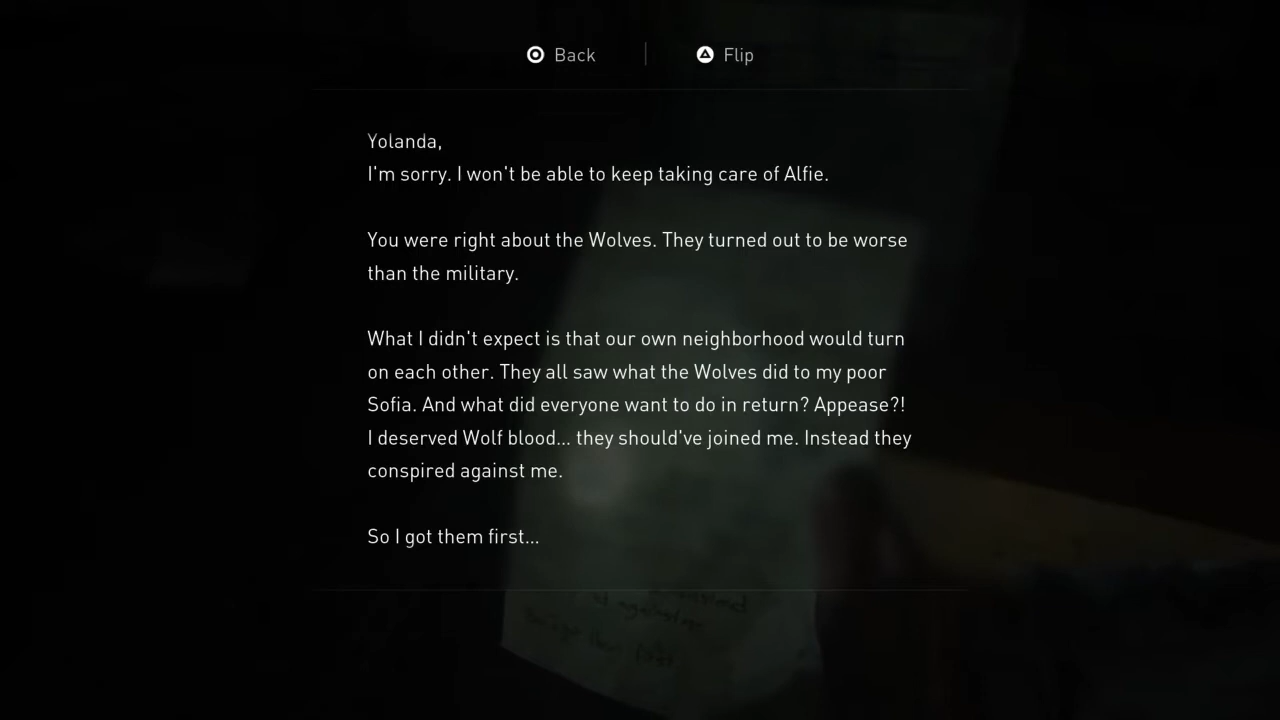 Back
Flip
Yolanda,
I'm sorry. I won't be able to keep taking care of Alfie.
You were right about the Wolves. They turned out to be worse
than the military.
What I didn't expect is that our own neighborhood would turn
on each other. They all saw what the Wolves did to my poor
Sofia. And what did everyone want to do in return? Appease?!
I deserved Wolf blood... they should've joined me. Instead they
conspired against me.
So I got them first...